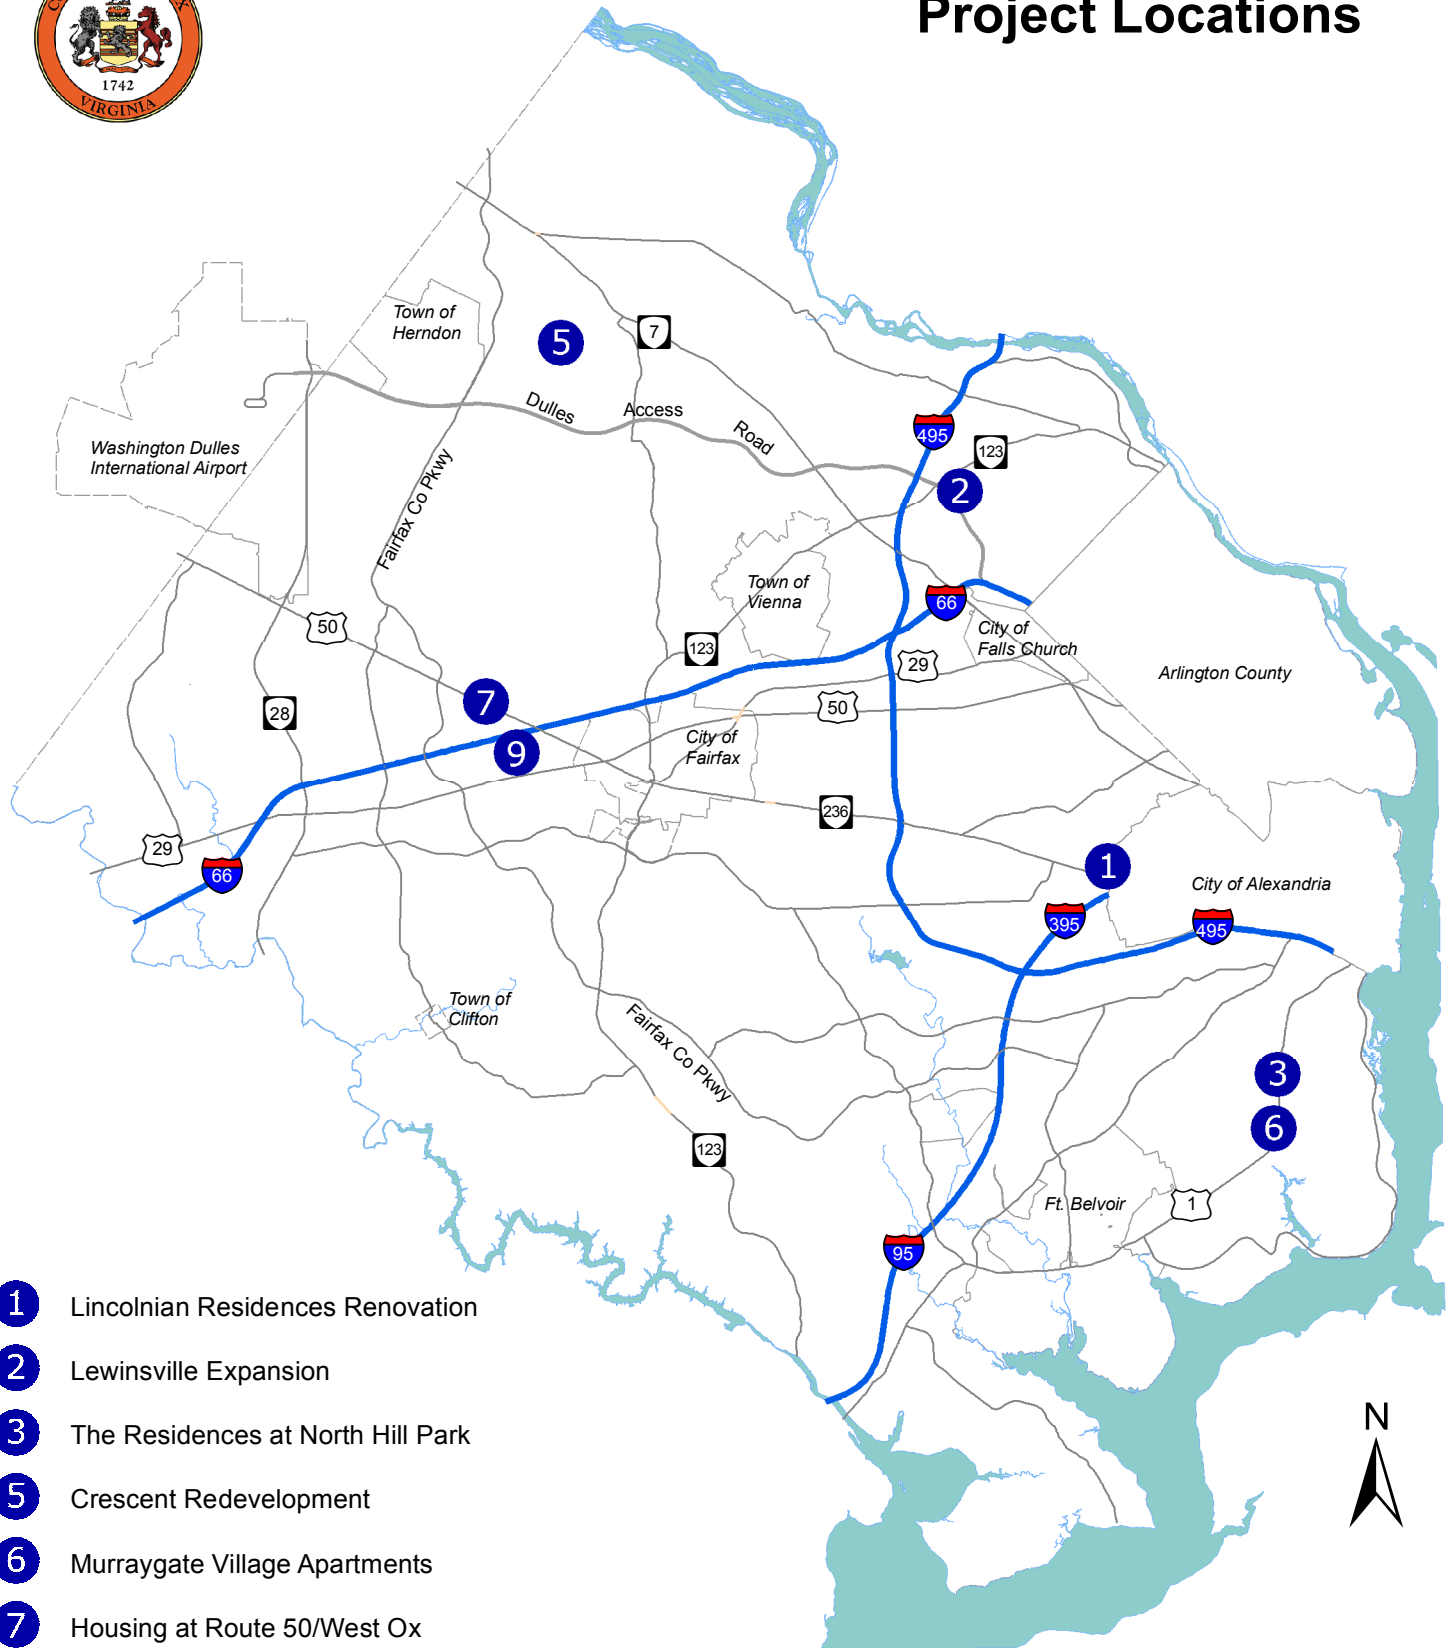 Project Locations
1742
VIRGINIA
Town of
Herndon
5
7
Dulles
Access
Road
495
123
2
Washington Dulles
International Airport
Fairfax Co Pkwy
Town of
Vienna
66
50
123
City of
Falls Church
29
Arlington County
7
28
50
City of
Fairfax
9
236
29
66
1
City of Alexandria
395
495
Town of
Clifton
Fairfax Co Pkwy
3
6
123
Ft. Belvoir
1
95
1 Lincolnian Residences Renovation
2 Lewinsville Expansion
3 The Residences at North Hill Park
5 Crescent Redevelopment
6 Murraygate Village Apartments
7 Housing at Route 50/West Ox
N